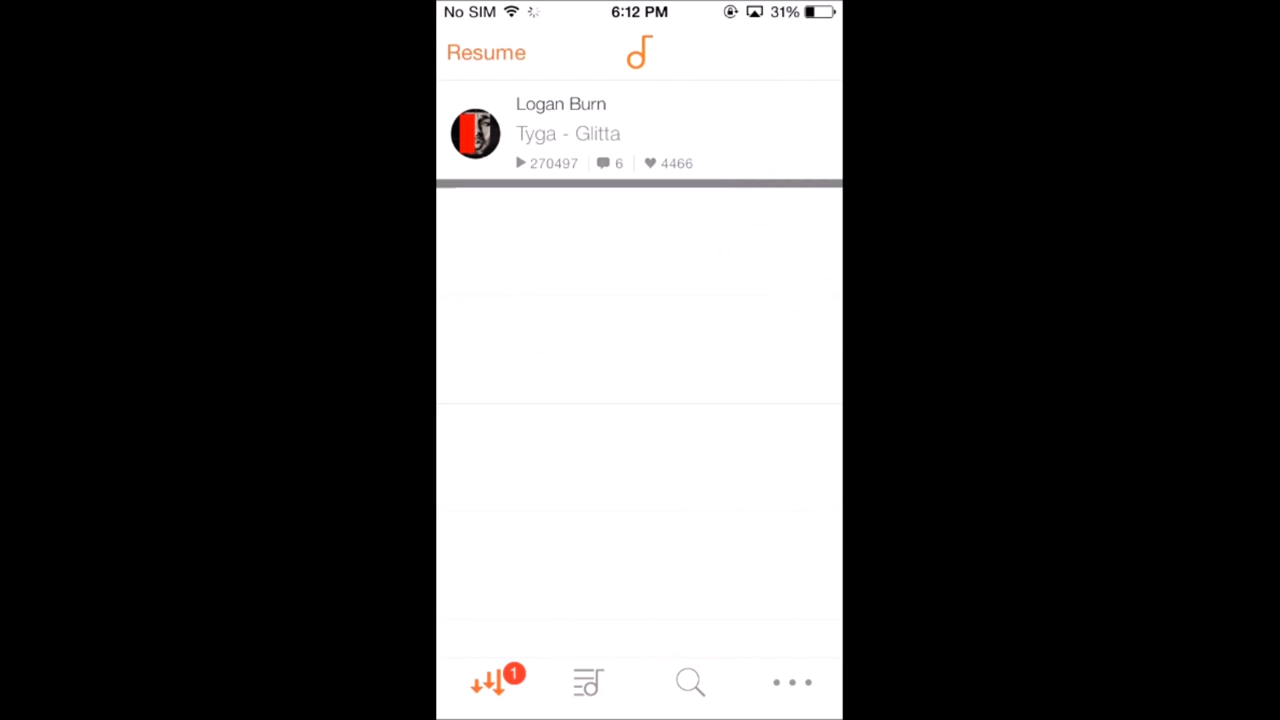 No SIM 6:12 PM 31%
Resume
Logan Burn
Tyga - Glitta
270497 6 4466
1